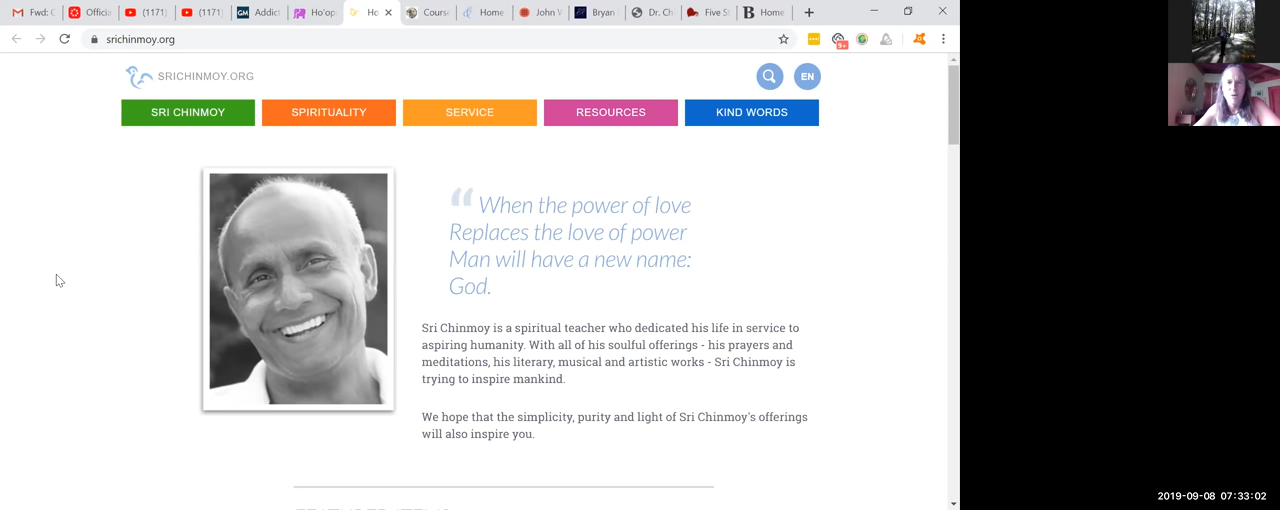 Fwd: C
Officia
(1171)
(1171)
GM Addict
Ho'op
Ho
Course
Home
John V
Bryan
Dr. Ch
Five S
B Home
srichinmoy.org
9+
SRICHINMOY.ORG
EN
SRI CHINMOY
SPIRITUALITY
SERVICE
RESOURCES
KIND WORDS
“ When the power of love
Replaces the love of power
Man will have a new name:
God.
Sri Chinmoy is a spiritual teacher who dedicated his life in service to
aspiring humanity. With all of his soulful offerings - his prayers and
meditations, his literary, musical and artistic works - Sri Chinmoy is
trying to inspire mankind.
We hope that the simplicity, purity and light of Sri Chinmoy's offerings
will also inspire you.
2019-09-08 07:33:02